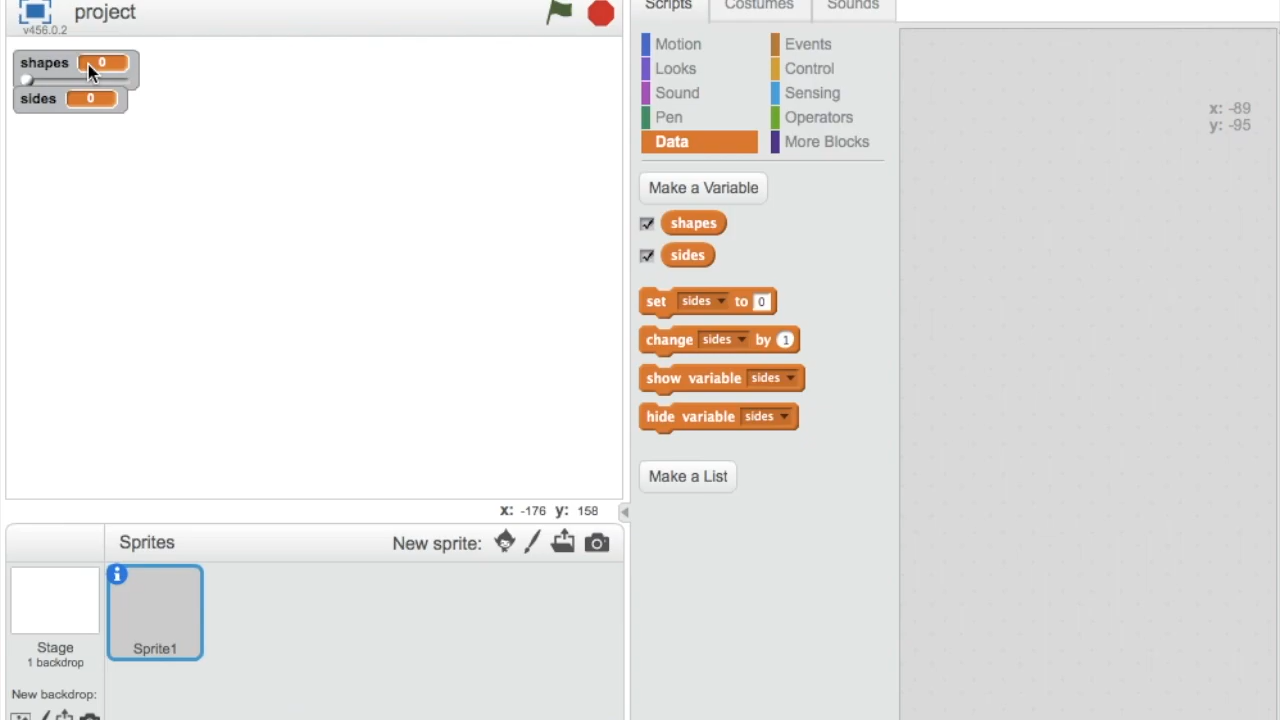 project
v456.0.2
shapes 0
sides 0
x: -176 y: 158
Sprites
New sprite:
Stage
1 backdrop
New backdrop:
Sprite1
Scripts
Costumes
Sounds
Motion
Looks
Sound
Pen
Data
Events
Control
Sensing
Operators
More Blocks
Make a Variable
shapes
sides
set sides to 0
change sides by 1
show variable sides
hide variable sides
Make a List
x: -89
y: -95